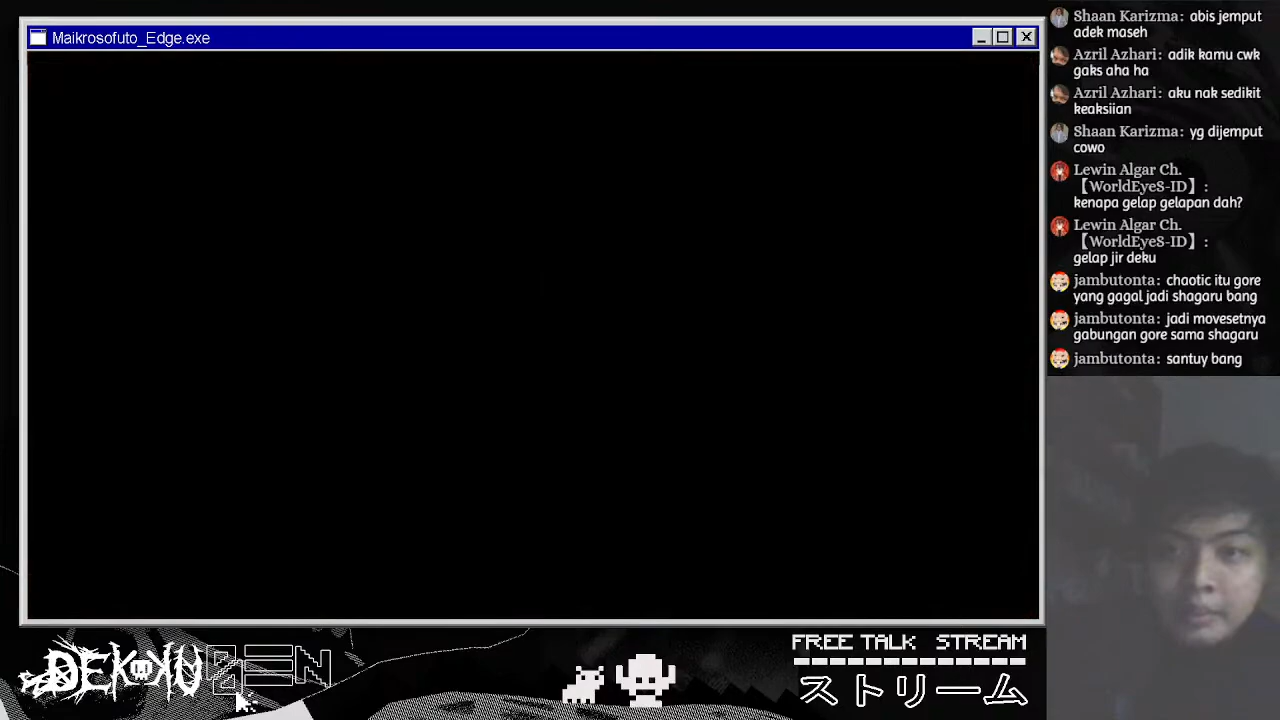 Maikrosofuto_Edge.exe
Shaan Karizma: abis jemput
adek maseh
Azril Azhari: adik kamu cwk
gaks aha ha
Azril Azhari: aku nak sedikit
keaksiian
Shaan Karizma: yg dijemput
cowo
Lewin Algar Ch.
【WorldEyeS-ID】:
kenapa gelap gelapan dah?
Lewin Algar Ch.
【WorldEyeS-ID】:
gelap jir deku
jambutonta: chaotic itu gore
yang gagal jadi shagaru bang
jambutonta: jadi movesetnya
gabungan gore sama shagaru
jambutonta: santuy bang
DEKKU ZEN
FREE TALK STREAM
ストリーム